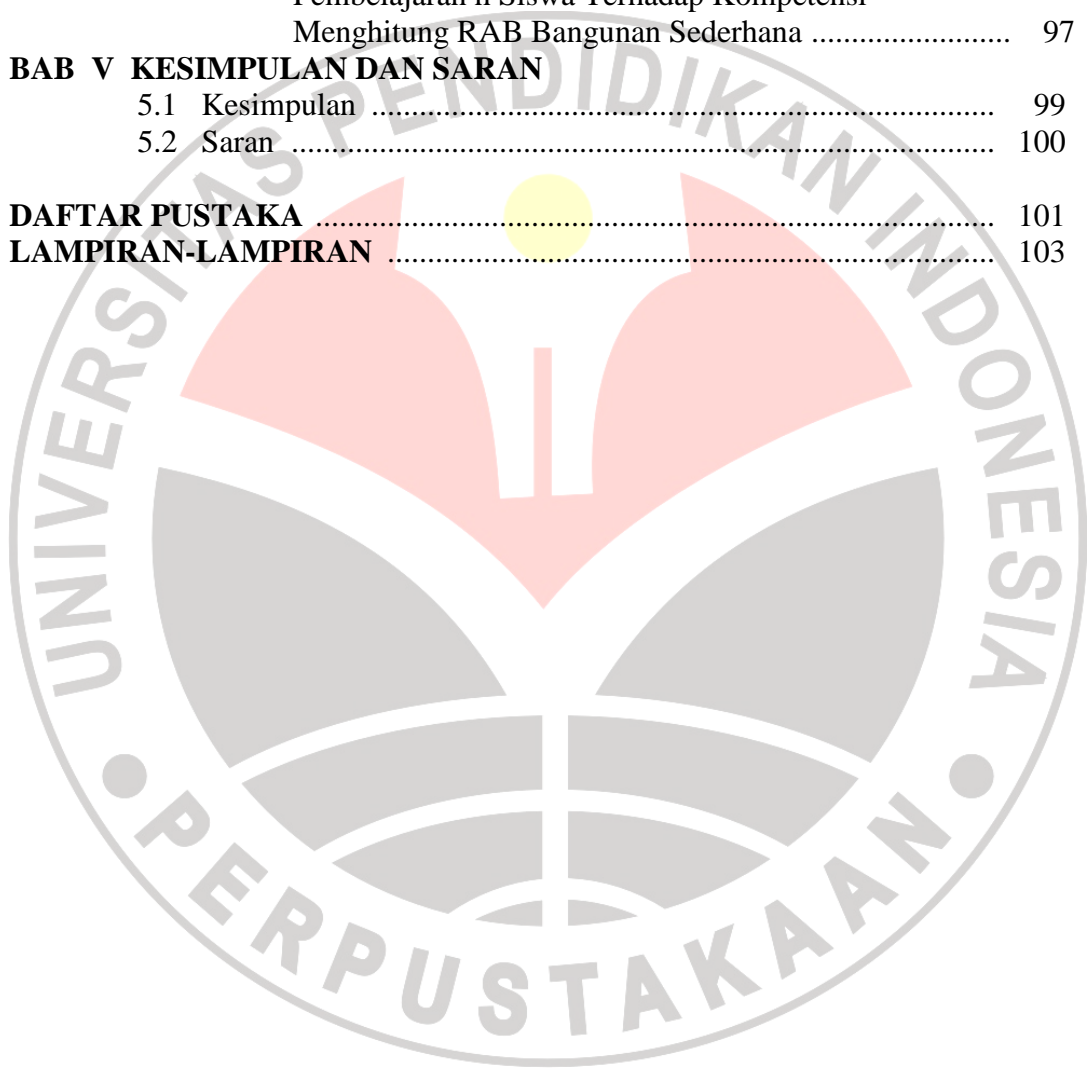 Pembelajaran n Siswa Terhadap Kompetensi
Menghitung RAB Bangunan Sederhana ......................... 97
BAB V KESIMPULAN DAN SARAN
5.1 Kesimpulan .............................................................................. 99
5.2 Saran ........................................................................................ 100
DAFTAR PUSTAKA ..................................................................................... 101
LAMPIRAN-LAMPIRAN ............................................................................ 103
UNIVERSITAS PENDIDIKAN INDONESIA
PERPUSTAKAAN